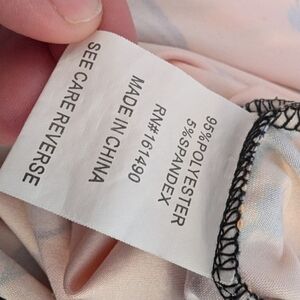 95%POLYESTER
5%SPANDEX
RN#161490
MADE IN CHINA
SEE CARE REVERSE